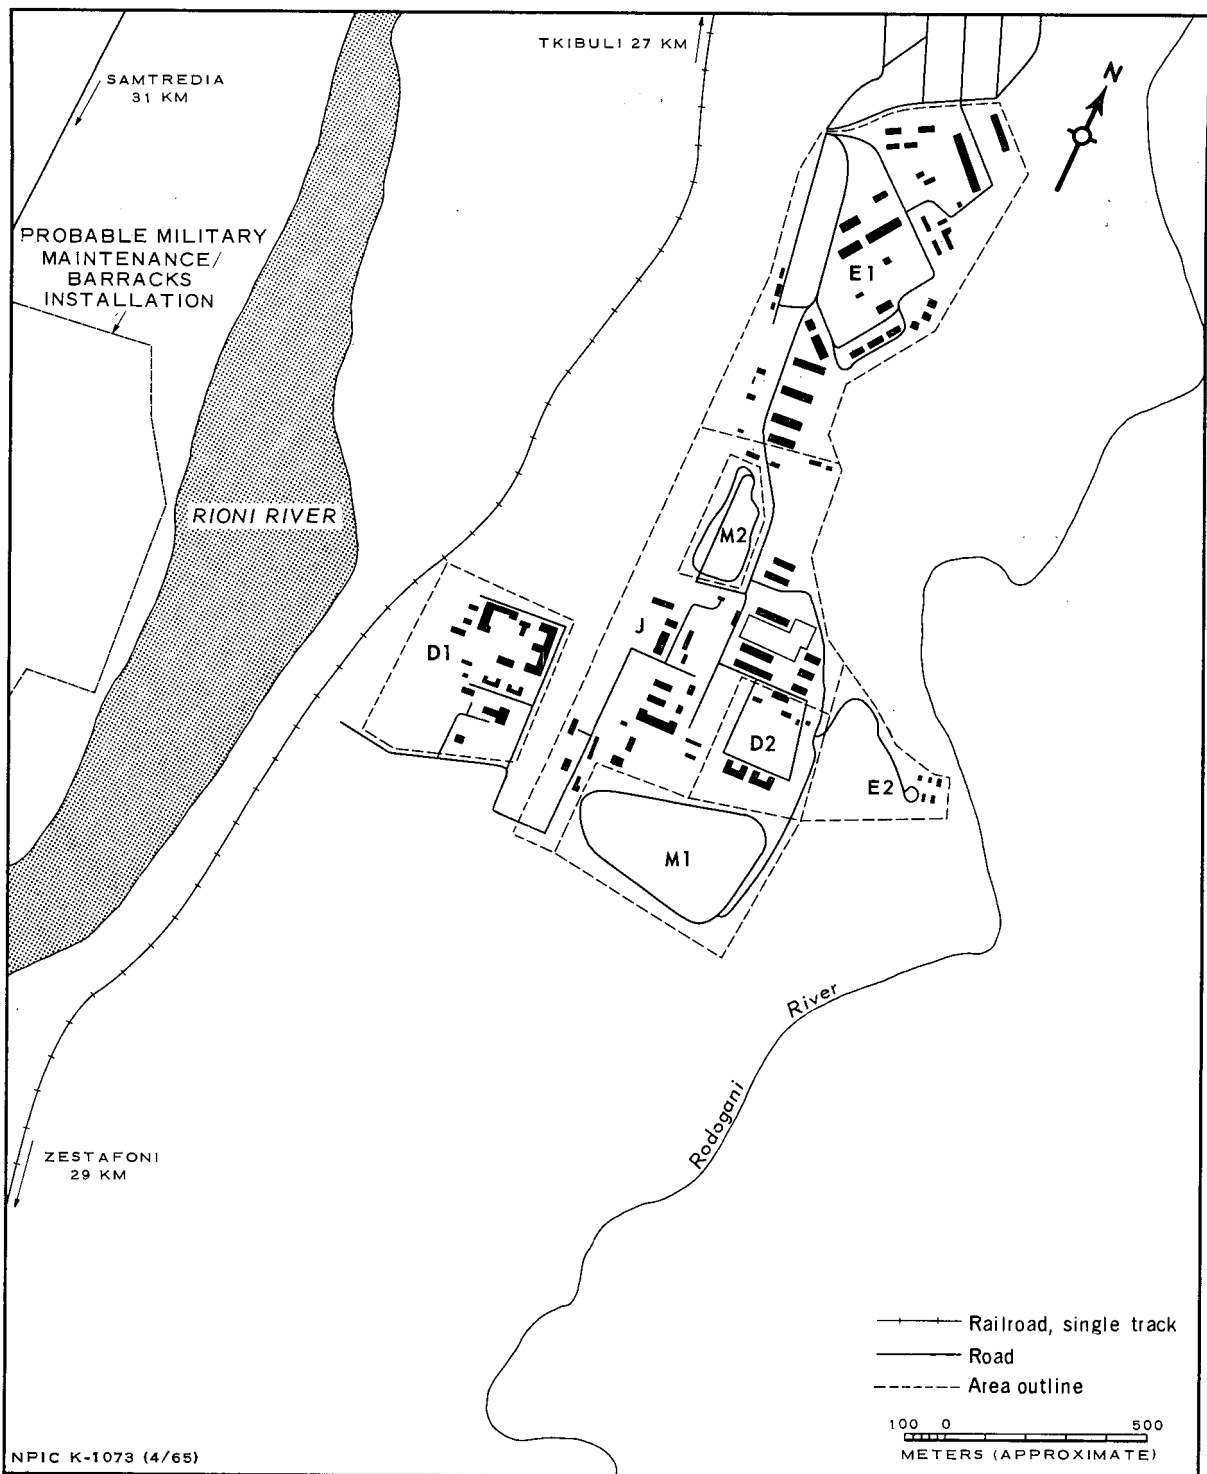 TKIBULI 27 KM
SAMTREDIA
31 KM
N
PROBABLE MILITARY
MAINTENANCE/
BARRACKS
INSTALLATION
E1
RIONI RIVER
M2
J
D1
D2
E2
M1
River
Rodogani
ZESTAFONI
29 KM
Railroad, single track
Road
Area outline
100 0 500
METERS (APPROXIMATE)
NPIC K-1073 (4/65)